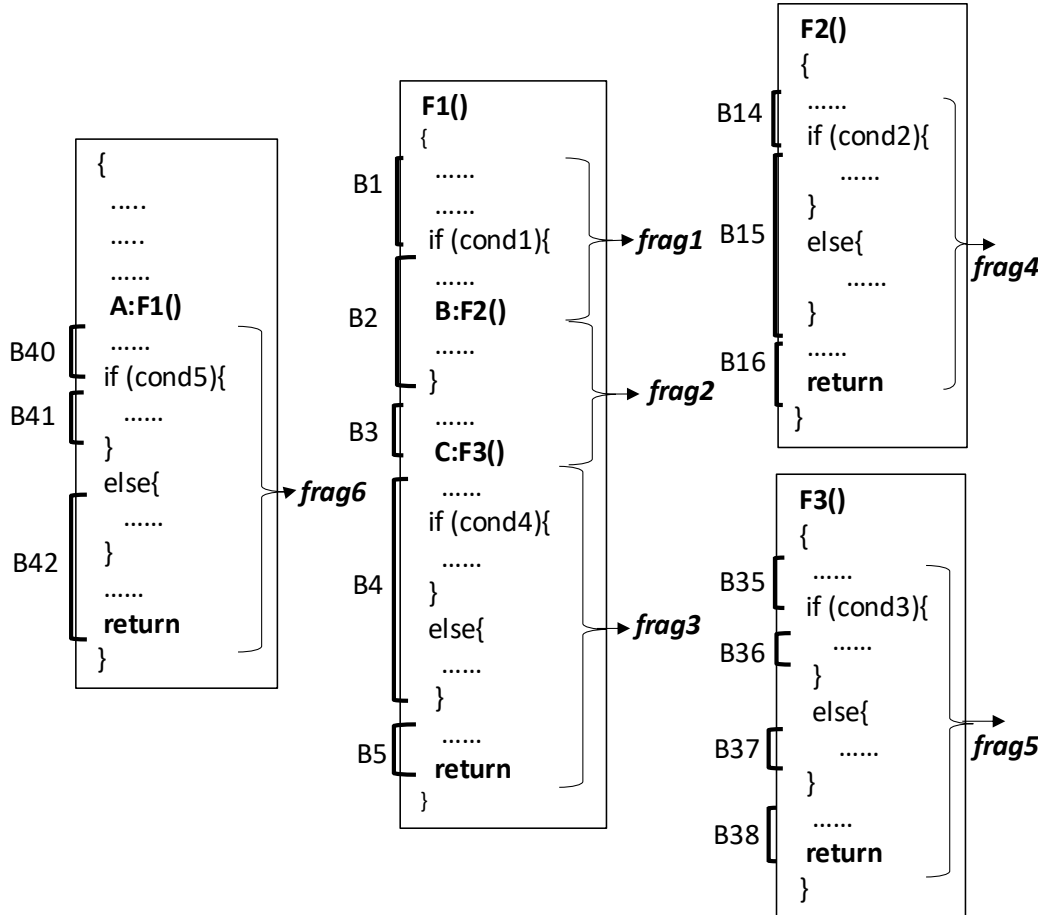 {
.....
.....
......
A:F1()
B40
......
if (cond5){
B41
......
}
else{
frag6
......
B42
}
......
return
}
F1()
{
B1
......
......
if (cond1){
frag1
......
B2
B:F2()
......
}
frag2
B3
......
C:F3()
......
if (cond4){
......
B4
}
else{
frag3
......
}
......
B5
return
}
F2()
{
B14
......
if (cond2){
......
}
B15
else{
frag4
......
}
B16
......
return
}
F3()
{
B35
......
if (cond3){
B36
......
}
else{
frag5
B37
......
}
B38
......
return
}